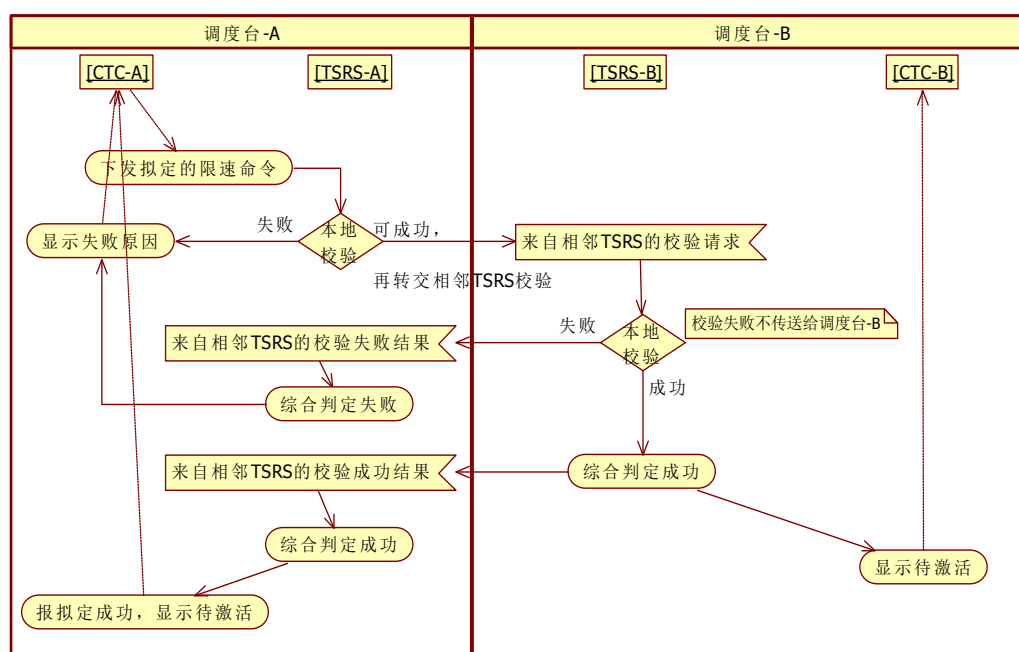 调度台-A
调度台-B
[CTC-A]
[TSRS-A]
[TSRS-B]
[CTC-B]
下发拟定的限速命令
失败
本地
校验
可成功，
再转交相邻TSRS校验
显示失败原因
来自相邻TSRS的校验请求
校验失败不传送给调度台-B
失败
本地
校验
来自相邻TSRS的校验失败结果
成功
综合判定失败
来自相邻TSRS的校验成功结果
综合判定成功
综合判定成功
显示待激活
报拟定成功，显示待激活